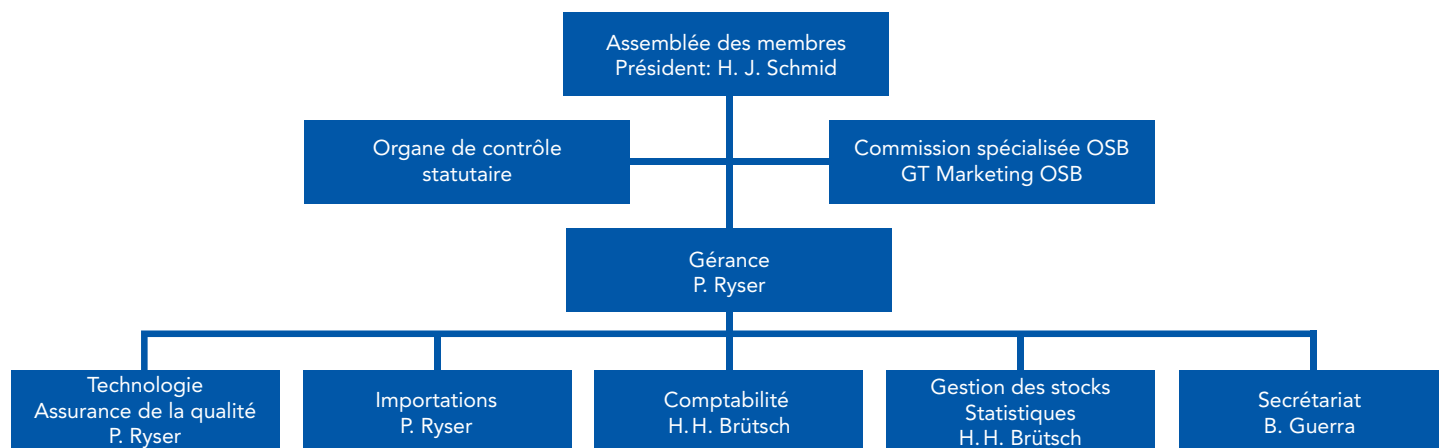 Assemblée des membres
Président: H. J. Schmid
Organe de contrôle
statutaire
Commission spécialisée OSB
GT Marketing OSB
Gérance
P. Ryser
Technologie
Assurance de la qualité
P. Ryser
Importations
P. Ryser
Comptabilité
H. H. Brütsch
Gestion des stocks
Statistiques
H. H. Brütsch
Secrétariat
B. Guerra